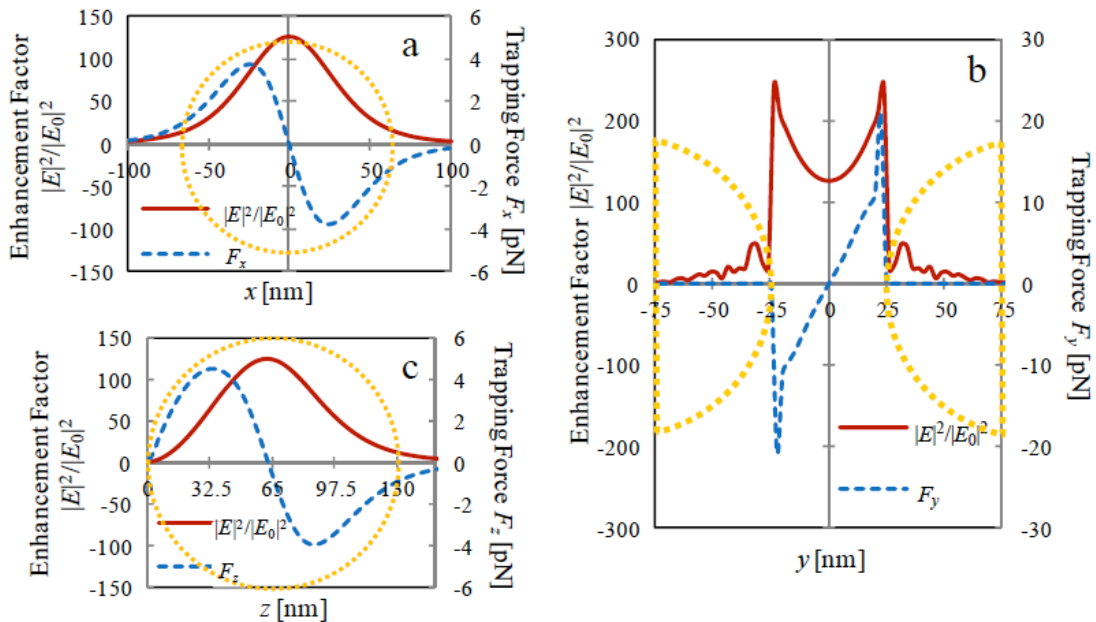 a
Enhancement Factor
|E|²/|E₀|²
150
100
50
0
-50
-100
-150
-100
-50
0
50
100
x [nm]
6
4
2
0
-2
-4
-6
Trapping Force Fₓ
[pN]
|E|²/|E₀|²
Fₓ
b
Enhancement Factor |E|²/|E₀|²
300
200
100
0
-100
-200
-300
-75
-50
-25
0
25
50
75
y [nm]
30
20
10
0
-10
-20
-30
Trapping Force F_y [pN]
|E|²/|E₀|²
F_y
c
Enhancement Factor
|E|²/|E₀|²
150
100
50
0
-50
-100
-150
0
32.5
65
97.5
130
z [nm]
6
4
2
0
-2
-4
-6
Trapping Force F_z [pN]
|E|²/|E₀|²
F_z